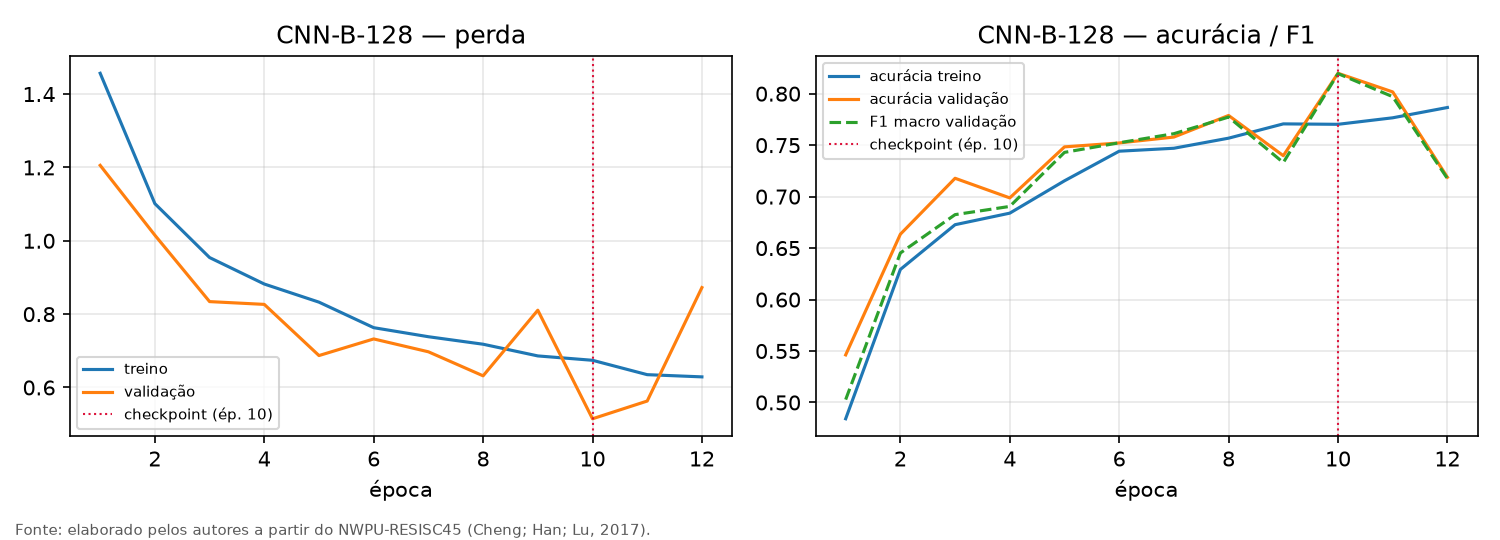 CNN-B-128 — perda
1.4
1.2
1.0
0.8
0.6
treino
validação
checkpoint (ép. 10)
2 4 6 8 10 12
época
CNN-B-128 — acurácia / F1
acurácia treino
acurácia validação
F1 macro validação
checkpoint (ép. 10)
0.80
0.75
0.70
0.65
0.60
0.55
0.50
2 4 6 8 10 12
época
Fonte: elaborado pelos autores a partir do NWPU-RESISC45 (Cheng; Han; Lu, 2017).